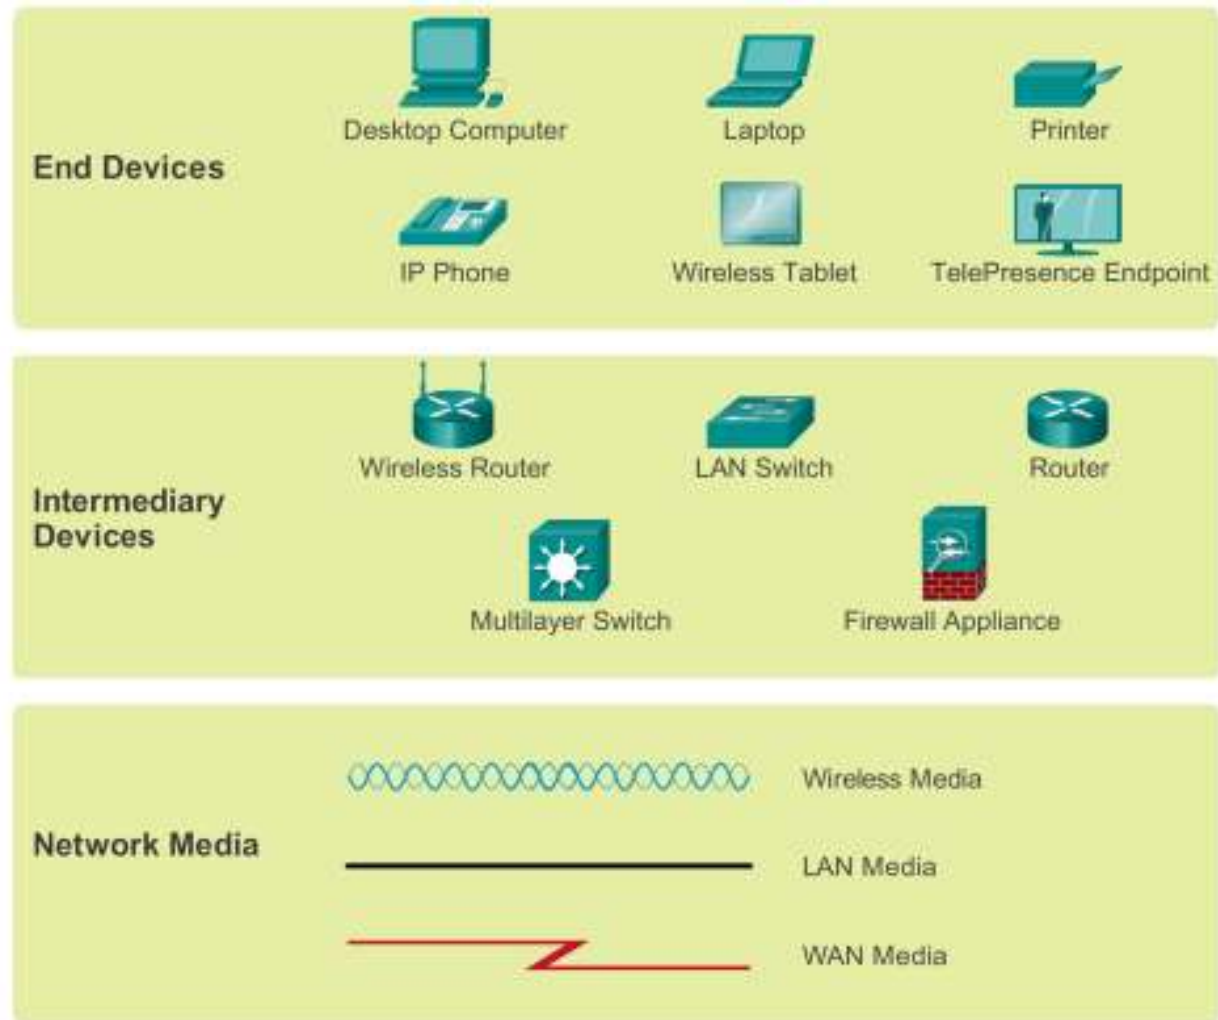 End Devices
Desktop Computer
Laptop
Printer
IP Phone
Wireless Tablet
TelePresence Endpoint
Intermediary
Devices
Wireless Router
LAN Switch
Router
Multilayer Switch
Firewall Appliance
Network Media
Wireless Media
LAN Media
WAN Media